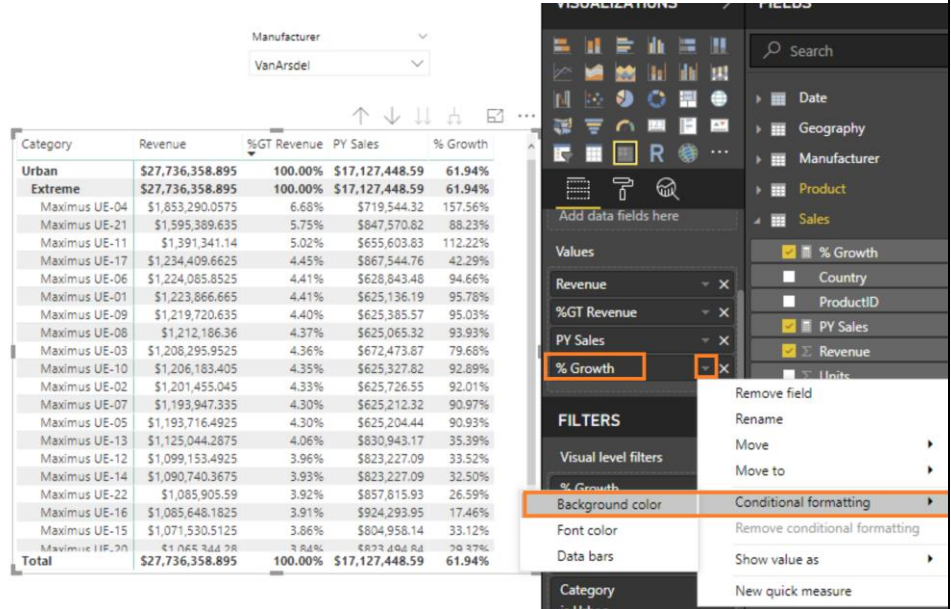 VISUALIZATIONS
FIELDS
Manufacturer
VanArsdel
Category Revenue %GT Revenue PY Sales % Growth
Urban $27,736,358.895 100.00% $17,127,448.59 61.94%
Extreme $27,736,358.895 100.00% $17,127,448.59 61.94%
Maximus UE-04 $1,853,290.0575 6.68% $719,544.32 157.56%
Maximus UE-21 $1,595,389.635 5.75% $847,570.82 88.23%
Maximus UE-11 $1,391,341.14 5.02% $655,603.83 112.22%
Maximus UE-17 $1,234,409.6625 4.45% $867,544.76 42.29%
Maximus UE-06 $1,224,085.8525 4.41% $628,843.48 94.66%
Maximus UE-01 $1,223,866.665 4.41% $625,136.19 95.78%
Maximus UE-09 $1,219,720.635 4.40% $625,385.57 95.03%
Maximus UE-08 $1,212,186.36 4.37% $625,065.32 93.93%
Maximus UE-03 $1,208,295.9525 4.36% $672,473.87 79.68%
Maximus UE-10 $1,206,183.405 4.35% $625,327.82 92.89%
Maximus UE-02 $1,201,455.045 4.33% $625,726.55 92.01%
Maximus UE-07 $1,193,947.335 4.30% $625,212.32 90.97%
Maximus UE-05 $1,193,716.4925 4.30% $625,204.44 90.93%
Maximus UE-13 $1,125,044.2875 4.06% $830,943.17 35.39%
Maximus UE-12 $1,099,153.4925 3.96% $823,227.09 33.52%
Maximus UE-14 $1,090,740.3675 3.93% $823,227.09 32.50%
Maximus UE-22 $1,085,905.59 3.92% $857,815.93 26.59%
Maximus UE-16 $1,085,648.1825 3.91% $924,293.95 17.46%
Maximus UE-15 $1,071,530.5125 3.86% $804,958.14 33.12%
Maximus UE-20 $1,065,344.28 3.84% $823,494.84 29.37%
Total $27,736,358.895 100.00% $17,127,448.59 61.94%
R
Add data fields here
Values
Revenue
%GT Revenue
PY Sales
% Growth
FILTERS
Visual level filters
% Growth
Category
is Urban
Background color
Font color
Data bars
Search
Date
Geography
Manufacturer
Product
Sales
% Growth
Country
ProductID
PY Sales
Σ Revenue
Σ Units
Remove field
Rename
Move
Move to
Conditional formatting
Remove conditional formatting
Show value as
New quick measure